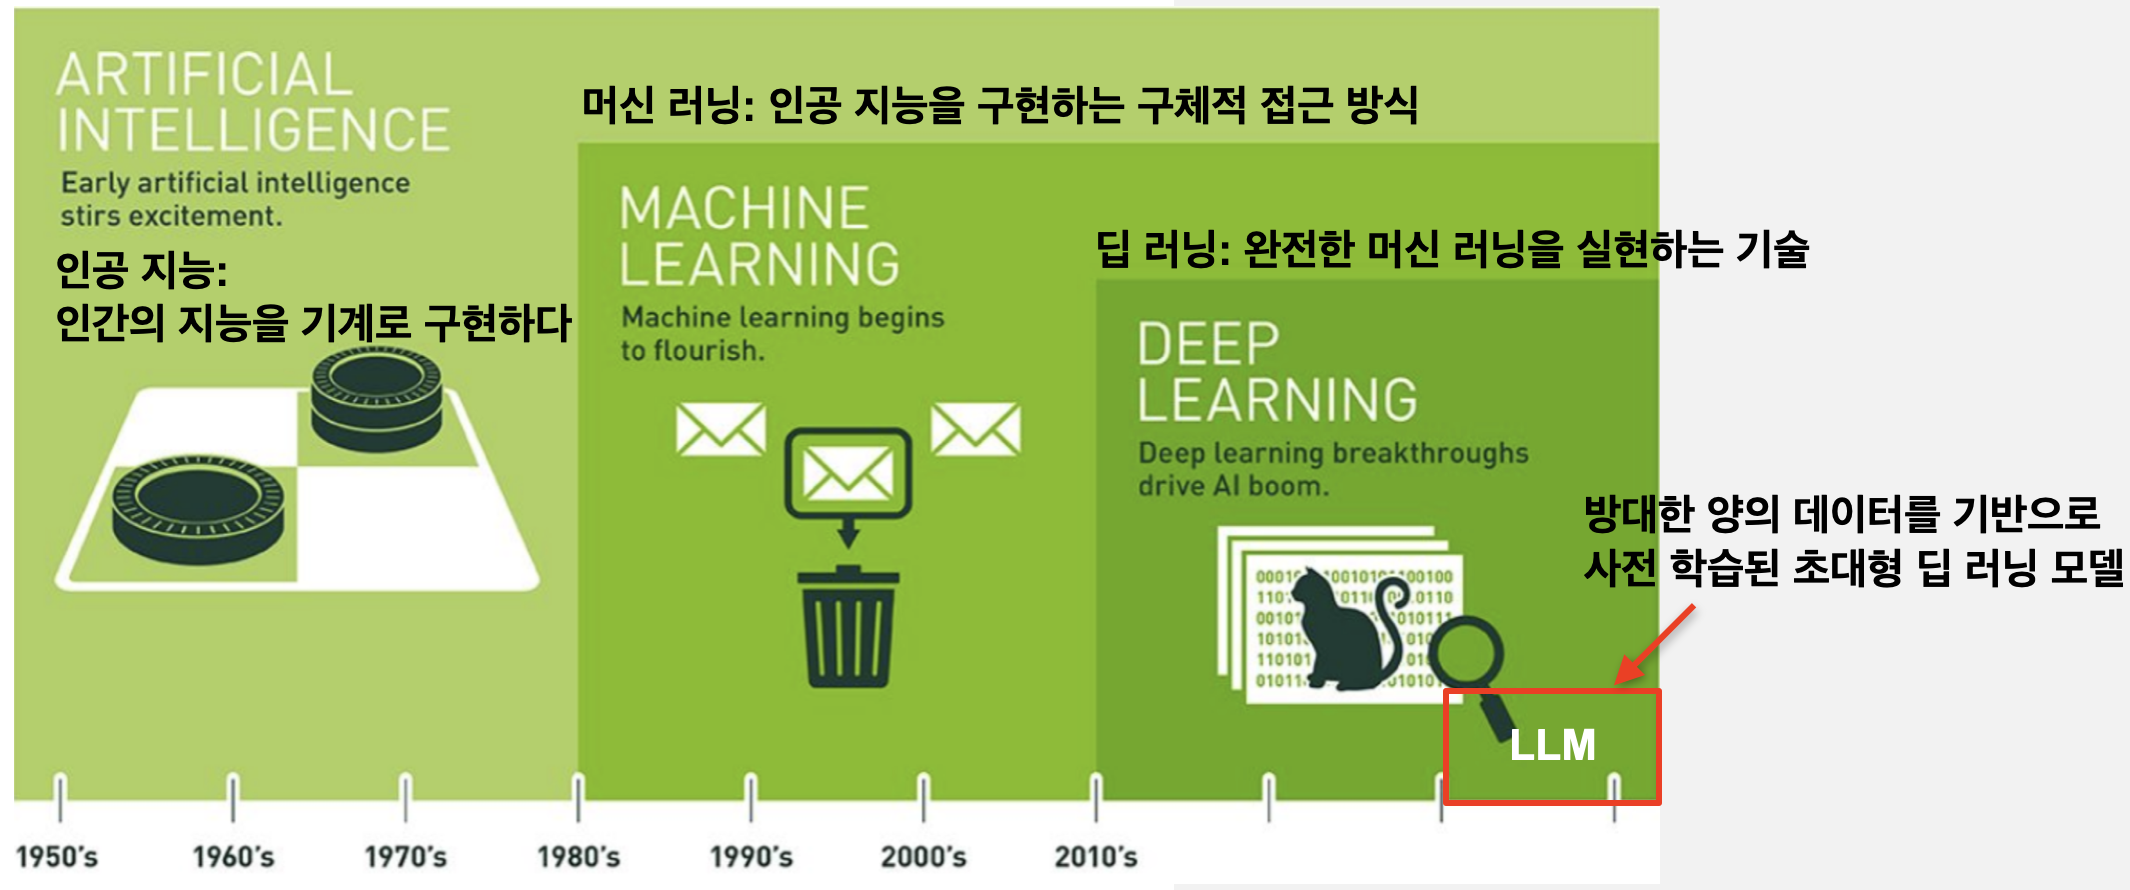 ARTIFICIAL
INTELLIGENCE
Early artificial intelligence
stirs excitement.
인공 지능:
인간의 지능을 기계로 구현하다
머신 러닝: 인공 지능을 구현하는 구체적 접근 방식
MACHINE
LEARNING
Machine learning begins
to flourish.
딥 러닝: 완전한 머신 러닝을 실현하는 기술
DEEP
LEARNING
Deep learning breakthroughs
drive AI boom.
방대한 양의 데이터를 기반으로
사전 학습된 초대형 딥 러닝 모델
LLM
1950's 1960's 1970's 1980's 1990's 2000's 2010's